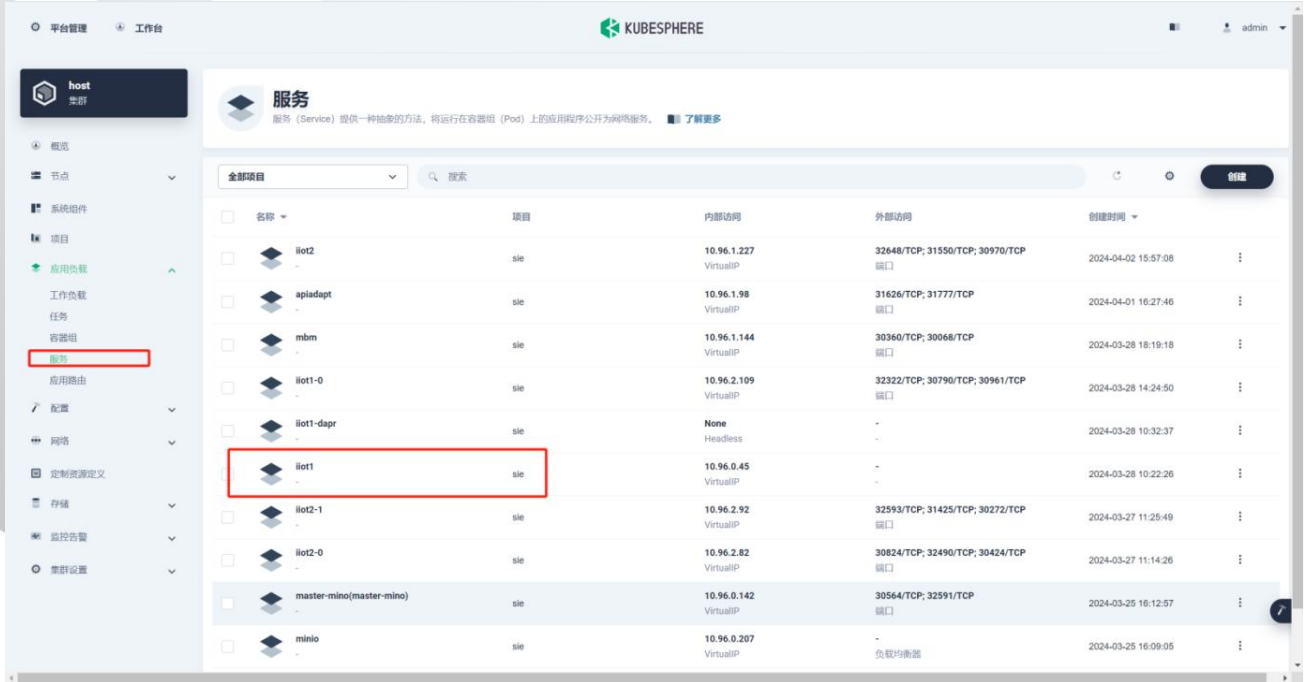 平台管理 工作台 KUBESPHERE admin
host
集群
服务
服务（Service）提供一种抽象的方法，将运行在容器组（Pod）上的应用程序公开为网络服务。 了解更多
概览
节点
系统组件
项目
应用负载
工作负载
任务
容器组
服务
应用路由
配置
网络
定制资源定义
存储
监控告警
集群设置
全部项目 搜索 创建
名称 项目 内部访问 外部访问 创建时间
iiot2 sie 10.96.1.227 32648/TCP; 31550/TCP; 30970/TCP 2024-04-02 15:57:08
- VirtualIP 端口
apiadapt sie 10.96.1.98 31626/TCP; 31777/TCP 2024-04-01 16:27:46
- VirtualIP 端口
mbm sie 10.96.1.144 30360/TCP; 30068/TCP 2024-03-28 18:19:18
- VirtualIP 端口
iiot1-0 sie 10.96.2.109 32322/TCP; 30790/TCP; 30961/TCP 2024-03-28 14:24:50
- VirtualIP 端口
iiot1-dapr sie None - 2024-03-28 10:32:37
- Headless -
iiot1 sie 10.96.0.45 - 2024-03-28 10:22:26
- VirtualIP -
iiot2-1 sie 10.96.2.92 32593/TCP; 31425/TCP; 30272/TCP 2024-03-27 11:25:49
- VirtualIP 端口
iiot2-0 sie 10.96.2.82 30824/TCP; 32490/TCP; 30424/TCP 2024-03-27 11:14:26
- VirtualIP 端口
master-mino(master-mino) sie 10.96.0.142 30564/TCP; 32591/TCP 2024-03-25 16:12:57
- VirtualIP 端口
minio sie 10.96.0.207 - 2024-03-25 16:09:05
- VirtualIP 负载均衡器